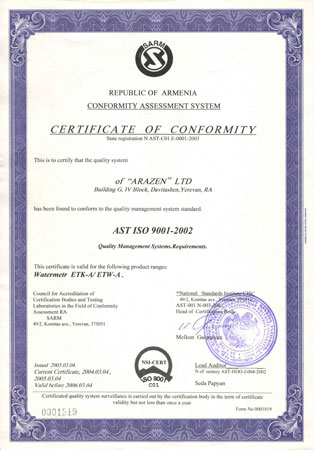 SARM
REPUBLIC OF ARMENIA
CONFORMITY ASSESSMENT SYSTEM
CERTIFICATE OF CONFORMITY
State registration N AST-C01.E-0001-2003
This is to certify that the quality system
of "ARAZEN" LTD
Building G, IV Block, Davitashen, Yerevan, RA
has been found to conform to the quality management system standard.
AST ISO 9001-2002
Quality Management Systems. Requirements.
This certificate is valid for the following product ranges:
Watermetr ETK-A/ ETW-A .
Council for Accreditation of
Certification Bodies and Testing
Laboratories in the Field of Conformity
Assessment RA
SARM
49/2, Komitas ave., Yerevan, 375051
"National Standards Institute" LTD
49/2, Komitas ave., Yerevan,
Head of Certification Body
Melkon
Issued 2003.03.04.
Current Certificate, 2004.03.04.,
2005.03.04
Valid before 2006.03.04
NSI-CERT
ISO 9001
C01
Lead Auditor
Seda Papyan
Certificated quality system surveillance is carried out by the certification body in the term of certificate
validity but not less than once a year.
0001819
Form No 0001819